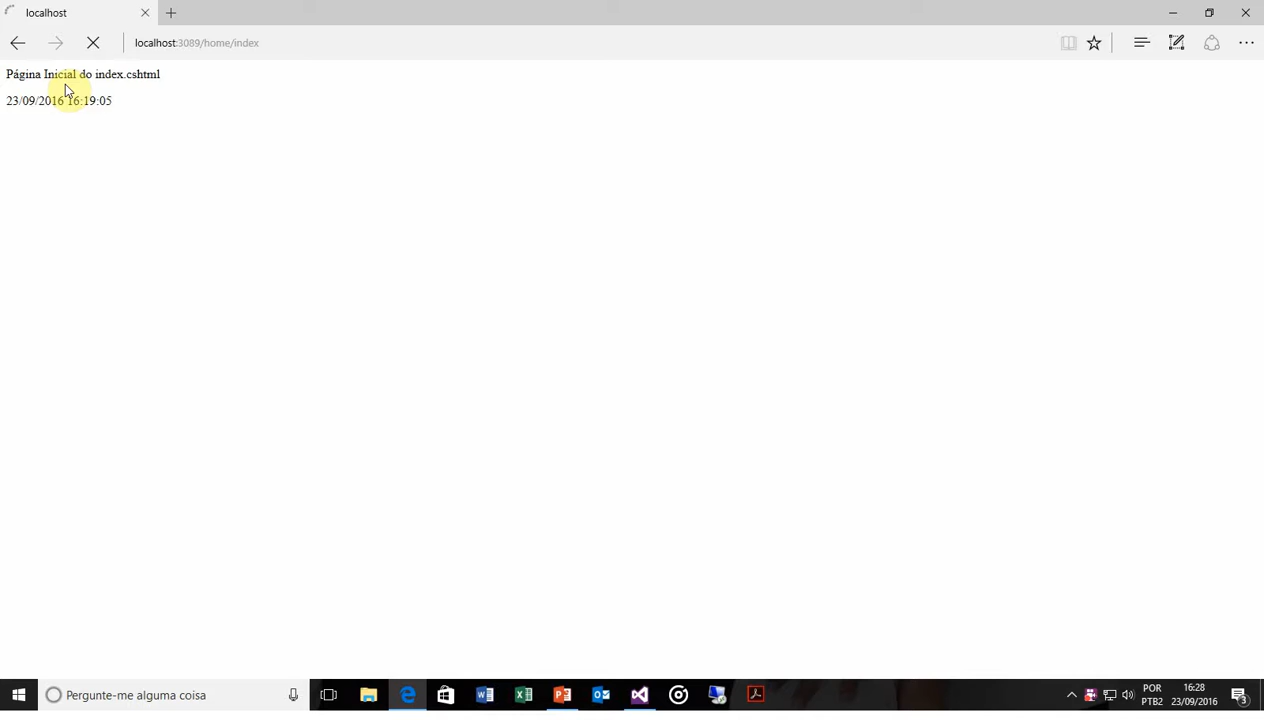 localhost
localhost:3089/home/index
Página Inicial do index.cshtml
23/09/2016 16:19:05
Pergunte-me alguma coisa
POR
PTB2
16:28
23/09/2016
3